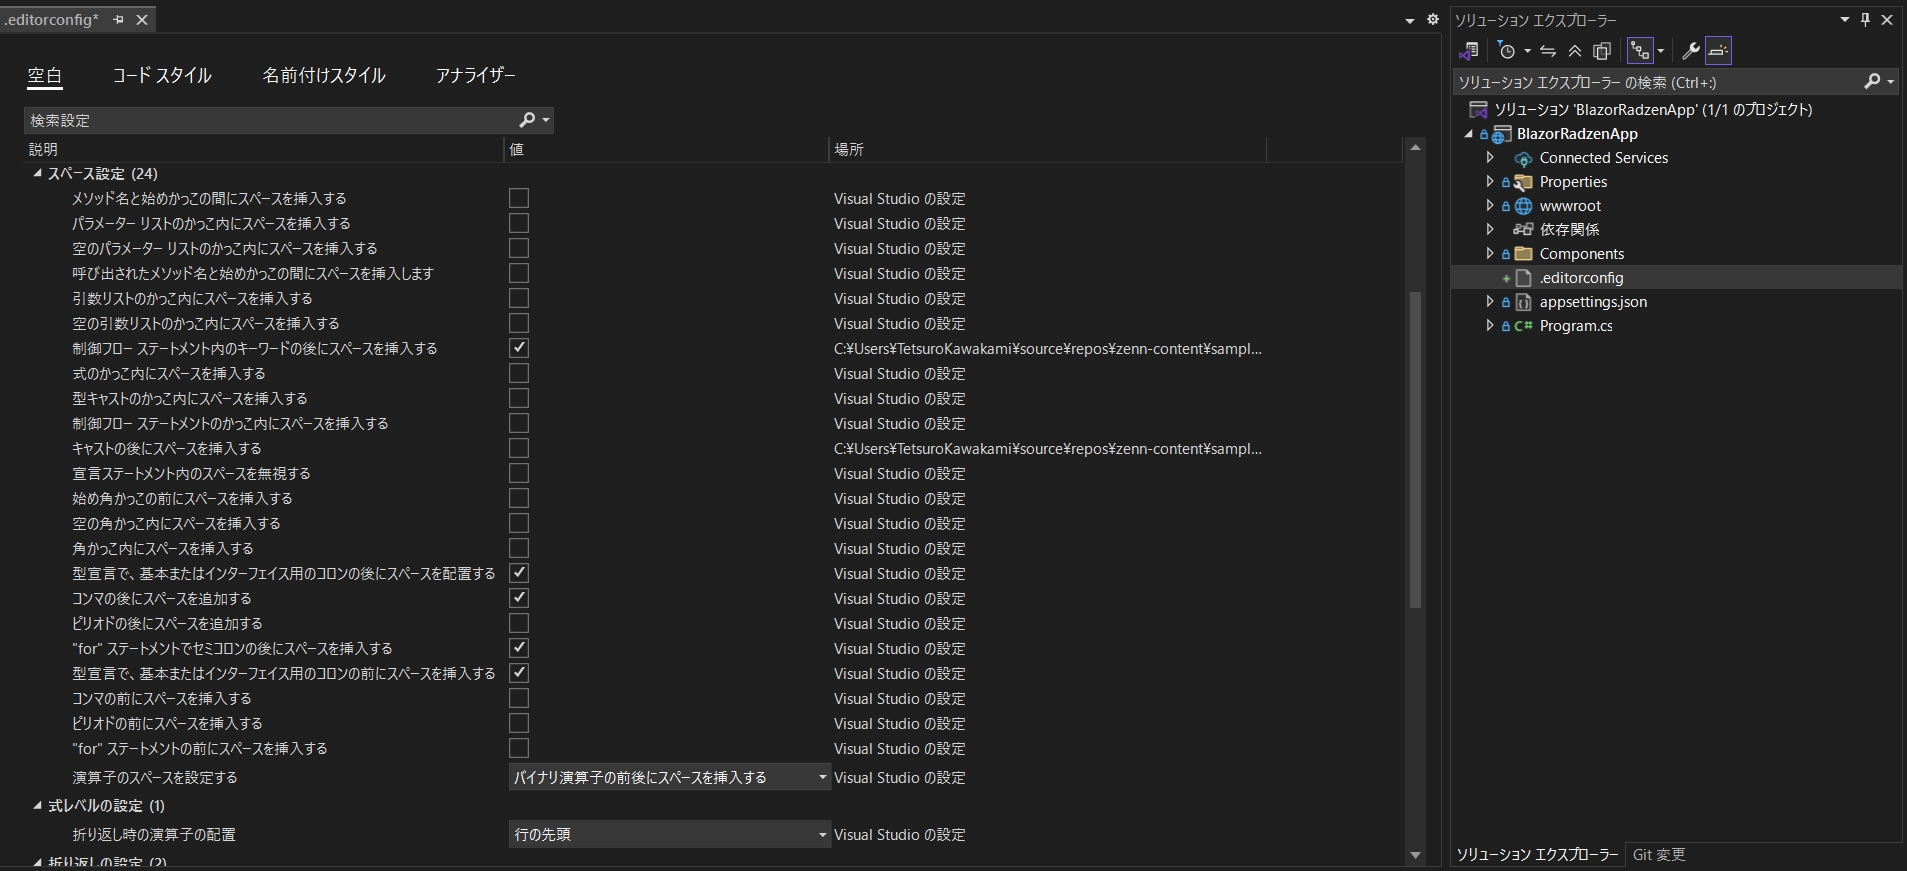 .editorconfig*
空白 コード スタイル 名前付けスタイル アナライザー
検索設定
説明 値 場所
スペース設定 (24)
メソッド名と始めかっこの間にスペースを挿入する Visual Studio の設定
パラメーター リストのかっこ内にスペースを挿入する Visual Studio の設定
空のパラメーター リストのかっこ内にスペースを挿入する Visual Studio の設定
呼び出されたメソッド名と始めかっこの間にスペースを挿入します Visual Studio の設定
引数リストのかっこ内にスペースを挿入する Visual Studio の設定
空の引数リストのかっこ内にスペースを挿入する Visual Studio の設定
制御フロー ステートメント内のキーワードの後にスペースを挿入する C:¥Users¥TetsuroKawakami¥source¥repos¥zenn-content¥sampl...
式のかっこ内にスペースを挿入する Visual Studio の設定
型キャストのかっこ内にスペースを挿入する Visual Studio の設定
制御フロー ステートメントのかっこ内にスペースを挿入する Visual Studio の設定
キャストの後にスペースを挿入する C:¥Users¥TetsuroKawakami¥source¥repos¥zenn-content¥sampl...
宣言ステートメント内のスペースを無視する Visual Studio の設定
始め角かっこの前にスペースを挿入する Visual Studio の設定
空の角かっこ内にスペースを挿入する Visual Studio の設定
角かっこ内にスペースを挿入する Visual Studio の設定
型宣言で、基本またはインターフェイス用のコロンの後にスペースを配置する Visual Studio の設定
コンマの後にスペースを追加する Visual Studio の設定
ピリオドの後にスペースを追加する Visual Studio の設定
"for" ステートメントでセミコロンの後にスペースを挿入する Visual Studio の設定
型宣言で、基本またはインターフェイス用のコロンの前にスペースを挿入する Visual Studio の設定
コンマの前にスペースを挿入する Visual Studio の設定
ピリオドの前にスペースを挿入する Visual Studio の設定
"for" ステートメントの前にスペースを挿入する Visual Studio の設定
演算子のスペースを設定する バイナリ演算子の前後にスペースを挿入する Visual Studio の設定
式レベルの設定 (1)
折り返し時の演算子の配置 行の先頭 Visual Studio の設定
折り返しの設定 (2)
ソリューション エクスプローラー
ソリューション エクスプローラー の検索 (Ctrl+:)
ソリューション 'BlazorRadzenApp' (1/1 のプロジェクト)
BlazorRadzenApp
Connected Services
Properties
wwwroot
依存関係
Components
.editorconfig
appsettings.json
C# Program.cs
ソリューション エクスプローラー Git 変更